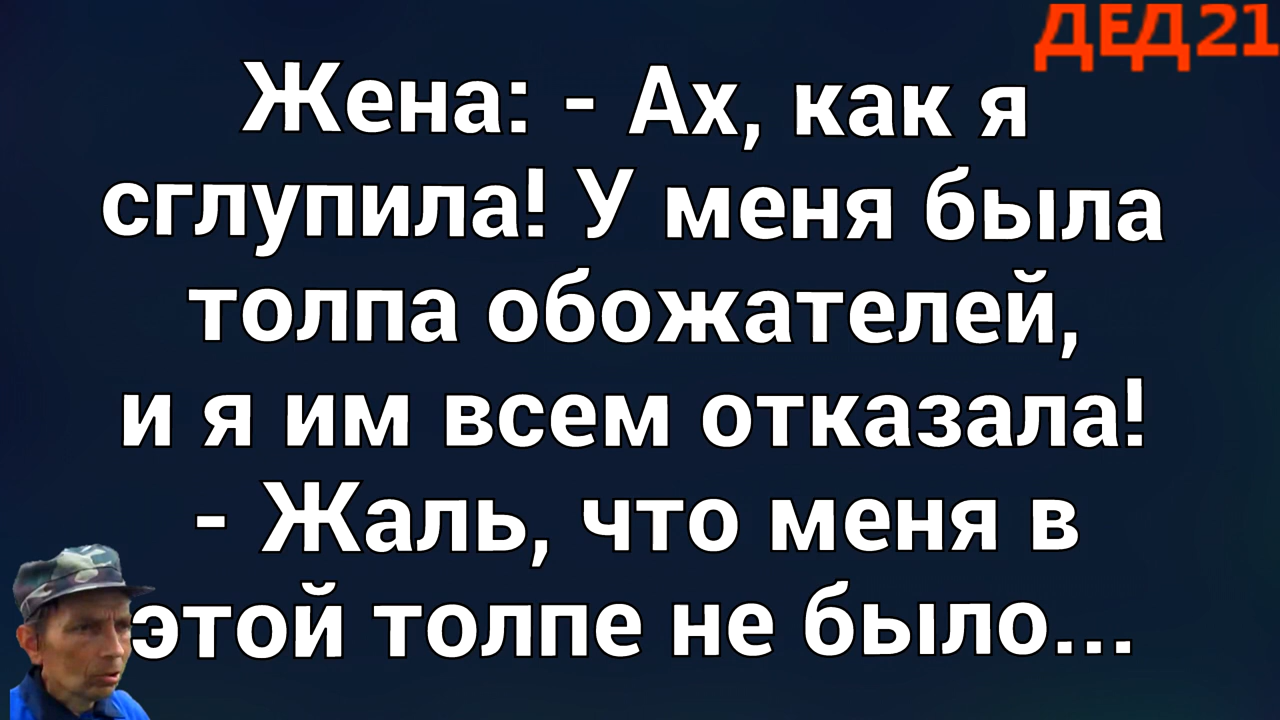 ДЕД21
Жена: - Ах, как я
сглупила! У меня была
толпа обожателей,
и я им всем отказала!
- Жаль, что меня в
этой толпе не было...